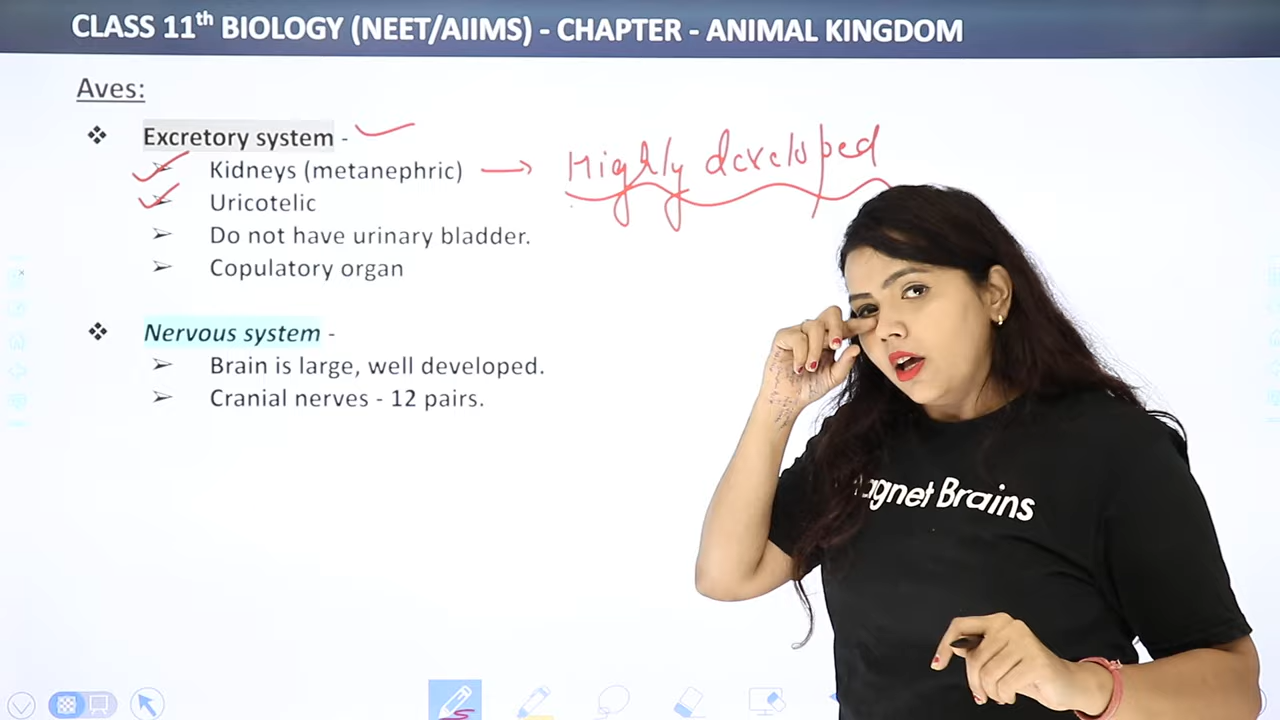 CLASS 11th BIOLOGY (NEET/AIIMS) - CHAPTER - ANIMAL KINGDOM
Aves:
❖ Excretory system -
➢ Kidneys (metanephric) → Highly developed
➢ Uricotelic
➢ Do not have urinary bladder.
➢ Copulatory organ
❖ Nervous system -
➢ Brain is large, well developed.
➢ Cranial nerves - 12 pairs.
agnet Brains